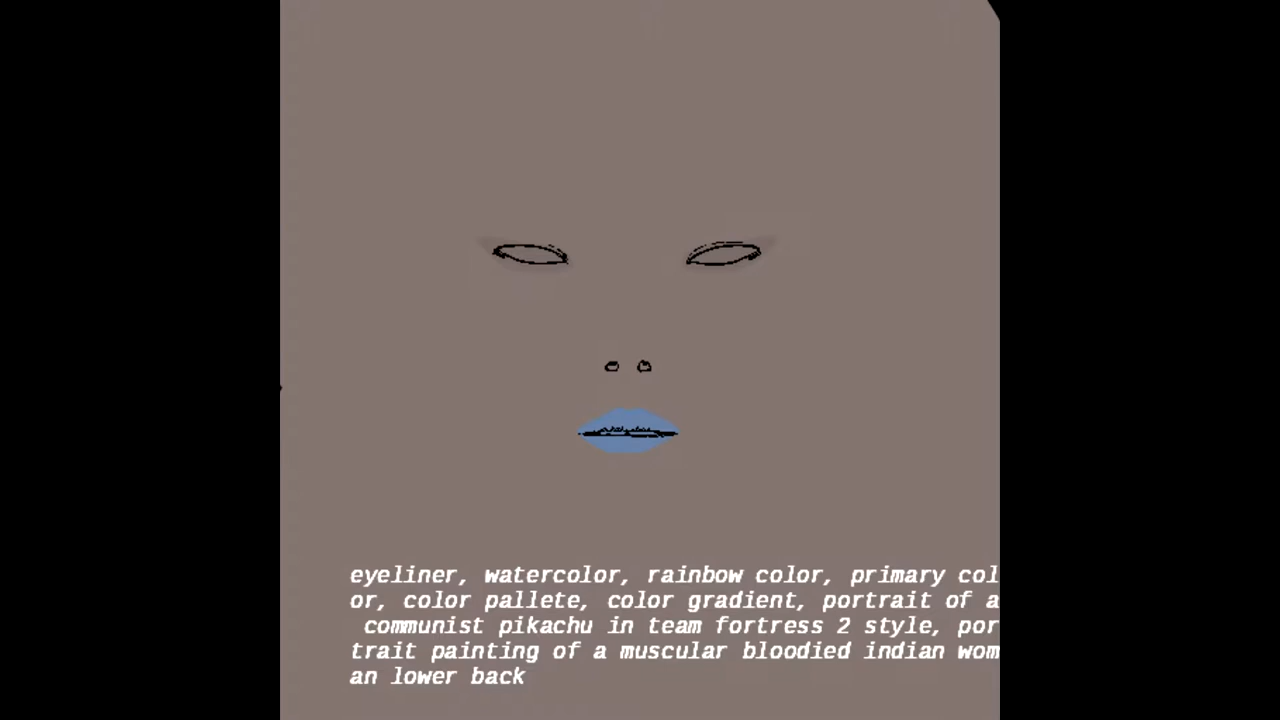 eyeliner, watercolor, rainbow color, primary col
or, color pallete, color gradient, portrait of a
communist pikachu in team fortress 2 style, por
trait painting of a muscular bloodied indian wom
an lower back